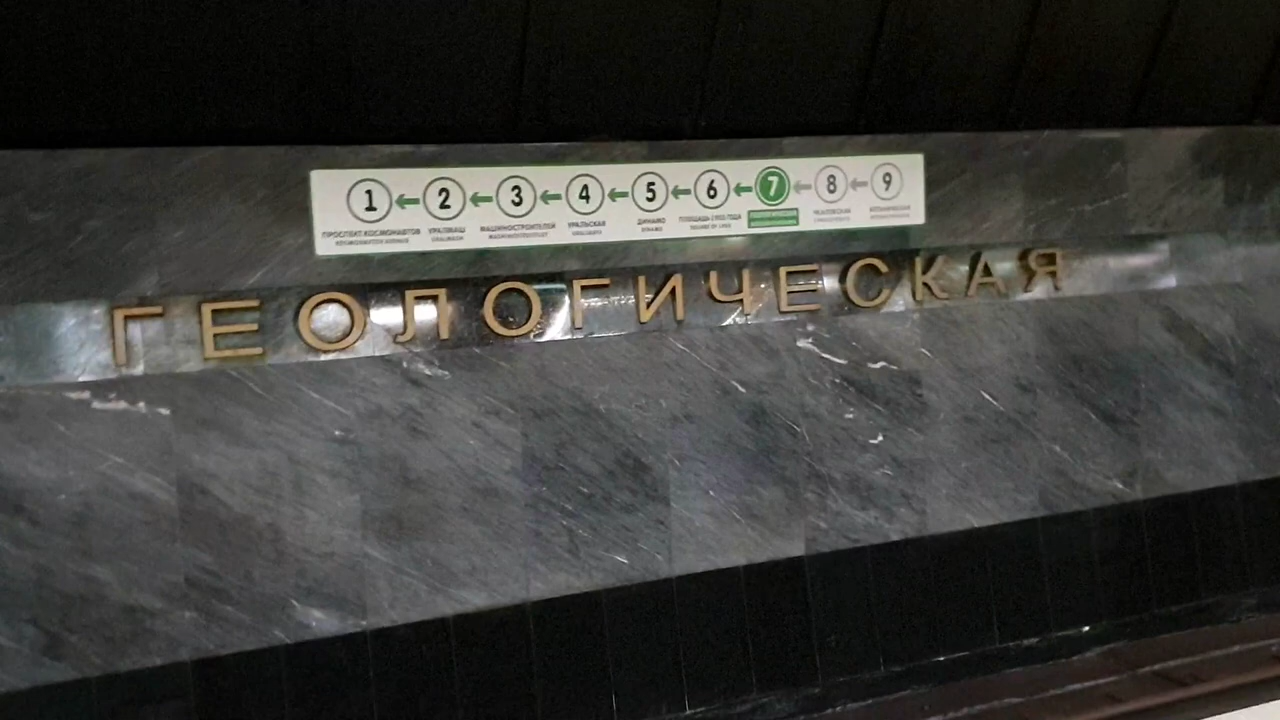 1 2 3 4 5 6 7 8 9
ПРОСПЕКТ КОСМОНАВТОВ УРАЛМАШ МАШИНОСТРОИТЕЛЕЙ УРАЛЬСКАЯ ДИНАМО ПЛОЩАДЬ 1905 ГОДА ГЕОЛОГИЧЕСКАЯ ЧКАЛОВСКАЯ БОТАНИЧЕСКАЯ
ГЕОЛОГИЧЕСКАЯ